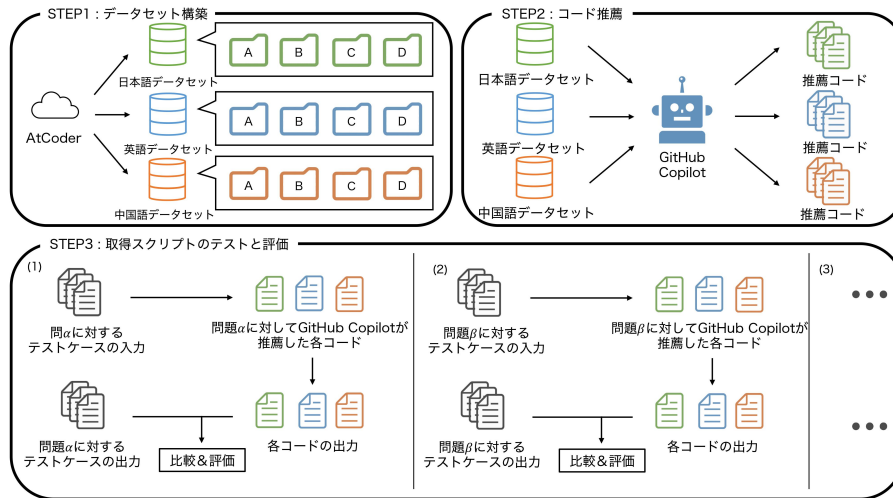 STEP1：データセット構築
日本語データセット
A B C D
AtCoder
英語データセット
A B C D
中国語データセット
A B C D
STEP2：コード推薦
日本語データセット
英語データセット
中国語データセット
GitHub
Copilot
推薦コード
推薦コード
推薦コード
STEP3：取得スクリプトのテストと評価
(1)
問αに対する
テストケースの入力
問題αに対してGitHub Copilotが
推薦した各コード
問題αに対する
テストケースの出力
比較&評価
各コードの出力
(2)
問題βに対する
テストケースの入力
問題βに対してGitHub Copilotが
推薦した各コード
問題βに対する
テストケースの出力
比較&評価
各コードの出力
(3)